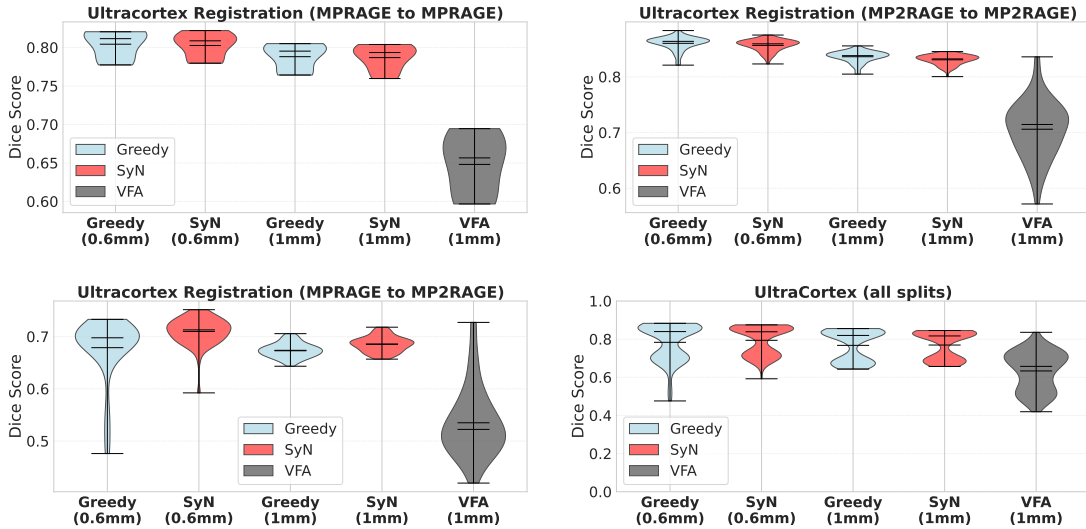 Ultracortex Registration (MPRAGE to MPRAGE)
Dice Score
0.80
0.75
0.70
0.65
0.60
Greedy
SyN
VFA
Greedy (0.6mm)
SyN (0.6mm)
Greedy (1mm)
SyN (1mm)
VFA (1mm)
Ultracortex Registration (MP2RAGE to MP2RAGE)
Dice Score
0.8
0.7
0.6
Greedy
SyN
VFA
Greedy (0.6mm)
SyN (0.6mm)
Greedy (1mm)
SyN (1mm)
VFA (1mm)
Ultracortex Registration (MPRAGE to MP2RAGE)
Dice Score
0.7
0.6
0.5
Greedy
SyN
VFA
Greedy (0.6mm)
SyN (0.6mm)
Greedy (1mm)
SyN (1mm)
VFA (1mm)
UltraCortex (all splits)
Dice Score
1.0
0.8
0.6
0.4
0.2
0.0
Greedy
SyN
VFA
Greedy (0.6mm)
SyN (0.6mm)
Greedy (1mm)
SyN (1mm)
VFA (1mm)